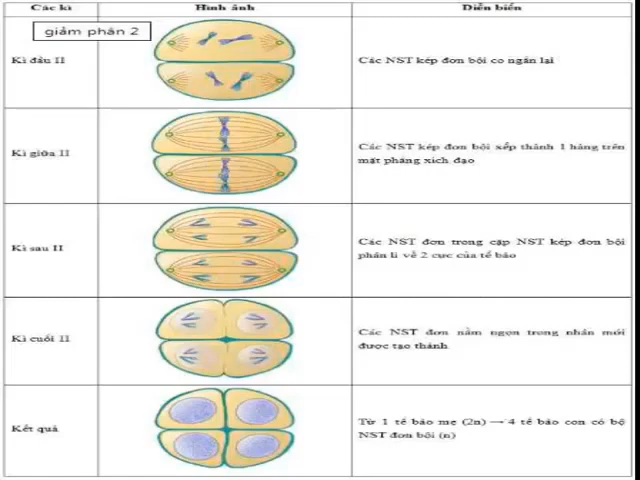 Các kì
Hình ảnh
Diễn biến
giảm phân 2
Kì đầu II
Các NST kép đơn bội co ngắn lại
Kì giữa II
Các NST kép đơn bội xếp thành 1 hàng trên
mặt phẳng xích đạo
Kì sau II
Các NST đơn trong cặp NST kép đơn bội
phân li về 2 cực của tế bào
Kì cuối II
Các NST đơn nằm ngọn trong nhân mới
được tạo thành
Kết quả
Từ 1 tế bào mẹ (2n) → 4 tế bào con có bộ
NST đơn bội (n)